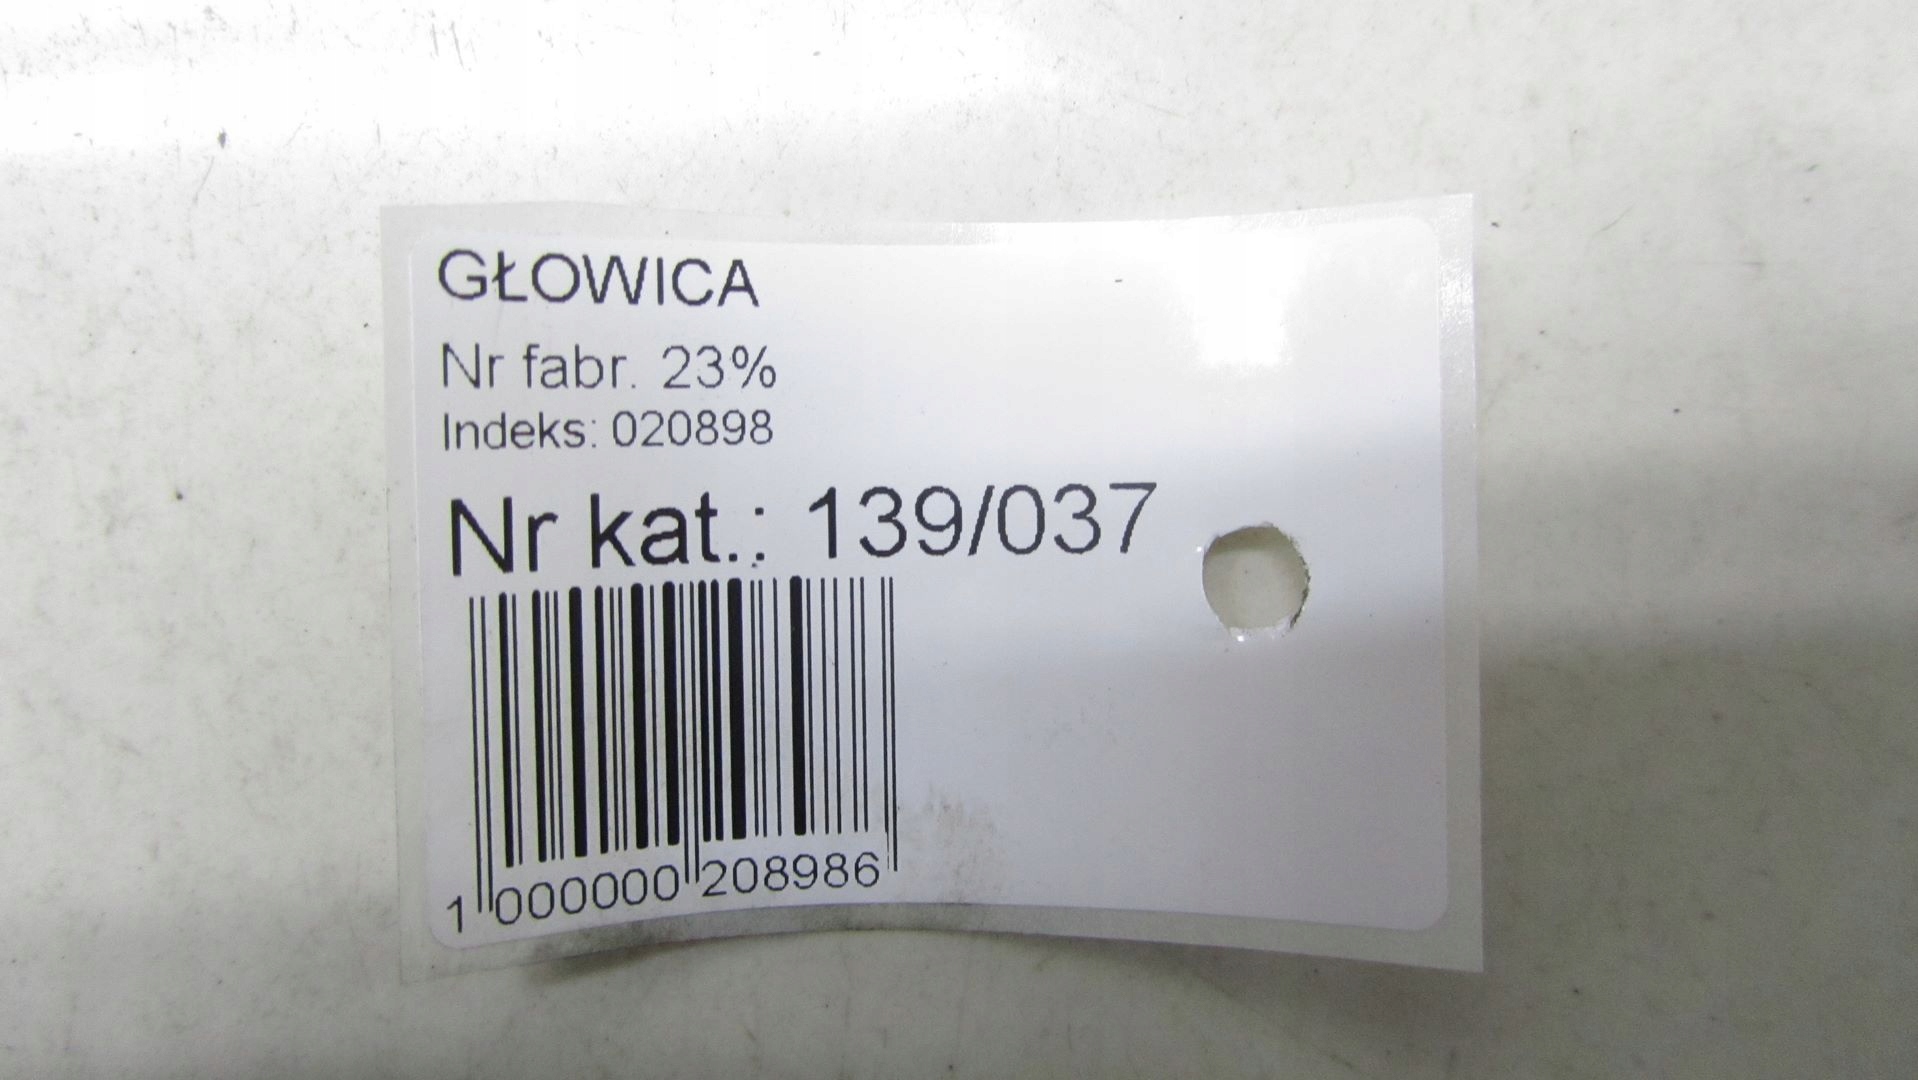 GŁOWICA
Nr fabr. 23%
Indeks: 020898
Nr kat.: 139/037
1 000000 208986